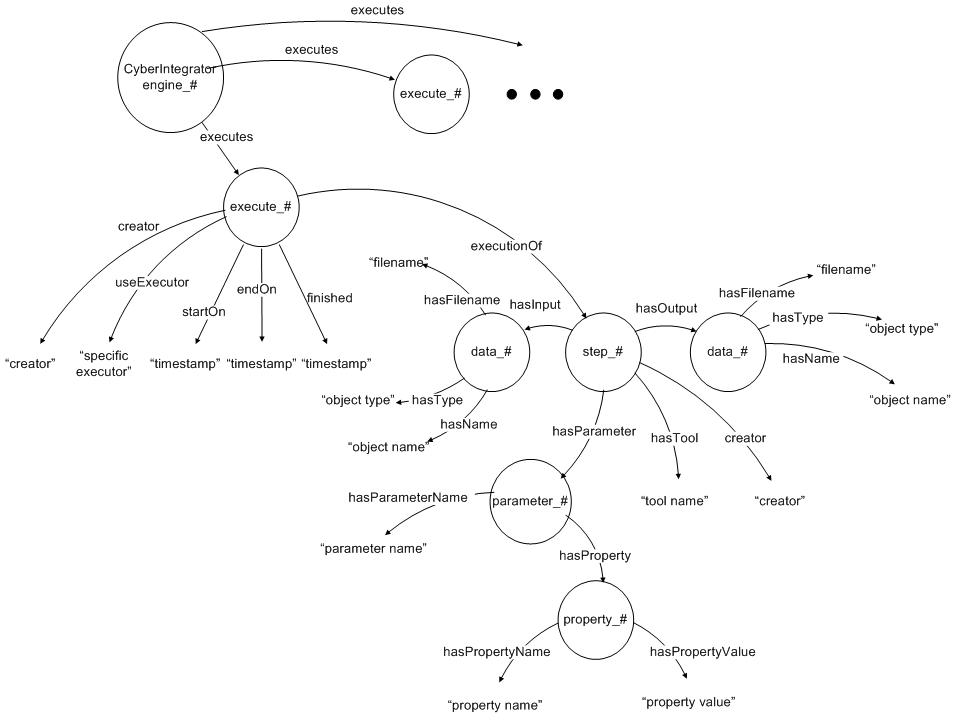 executes
executes
CyberIntegrator
engine_#
execute_#
executes
execute_#
creator
executionOf
“filename”
“filename”
useExecutor
endOn
hasFilename
hasFilename
finished
hasInput
hasOutput
startOn
hasType
“object type”
data_#
step_#
data_#
hasName
“creator”
“specific
executor”
“timestamp”
“timestamp”
“timestamp”
“object type”
hasType
“object name”
hasName
hasParameter
hasTool
creator
“object name”
hasParameterName
parameter_#
“tool name”
“creator”
“parameter name”
hasProperty
property_#
hasPropertyName
hasPropertyValue
“property name”
“property value”